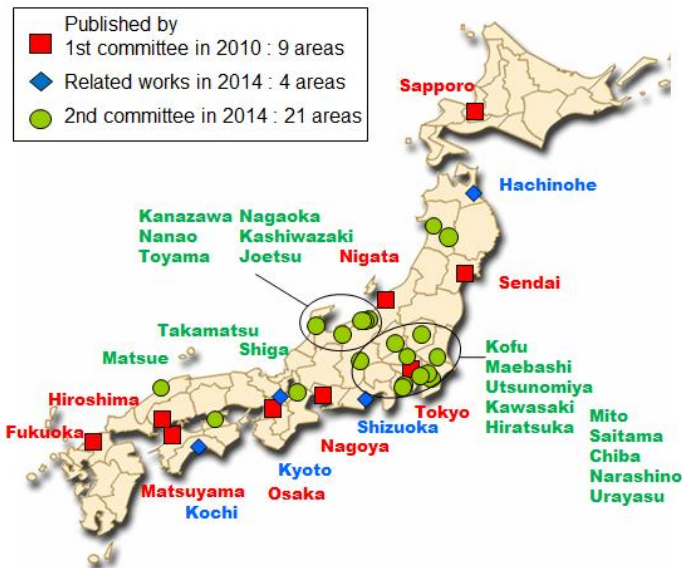 Published by
1st committee in 2010 : 9 areas
Related works in 2014 : 4 areas
2nd committee in 2014 : 21 areas
Sapporo
Hachinohe
Kanazawa Nagaoka
Nanao Kashiwazaki
Toyama Joetsu
Nigata
Sendai
Takamatsu
Shiga
Matsue
Hiroshima
Fukuoka
Kofu
Maebashi
Utsunomiya
Kawasaki
Hiratsuka
Mito
Saitama
Chiba
Narashino
Urayasu
Tokyo
Shizuoka
Nagoya
Kyoto
Osaka
Matsuyama
Kochi